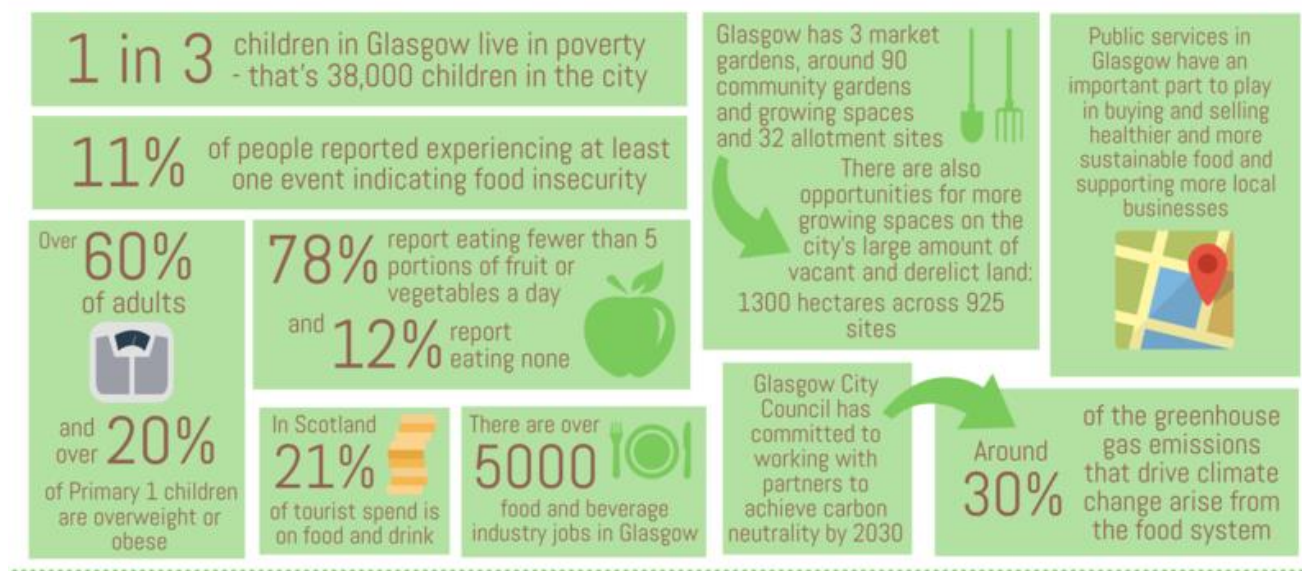 1 in 3 children in Glasgow live in poverty
- that's 38,000 children in the city
11% of people reported experiencing at least
one event indicating food insecurity
Over
60%
of adults
and
over 20%
of Primary 1 children
are overweight or
obese
78% report eating fewer than 5
portions of fruit or
vegetables a day
and 12% report
eating none
In Scotland
21%
of tourist spend is
on food and drink
There are over
5000
food and beverage
industry jobs in Glasgow
Glasgow has 3 market
gardens, around 90
community gardens
and growing spaces
and 32 allotment sites
There are also
opportunities for more
growing spaces on the
city's large amount of
vacant and derelict land:
1300 hectares across 925
sites
Public services in
Glasgow have an
important part to play
in buying and selling
healthier and more
sustainable food and
supporting more local
businesses
Glasgow City
Council has
committed to
working with
partners to
achieve carbon
neutrality by 2030
Around
30%
of the greenhouse
gas emissions
that drive climate
change arise from
the food system